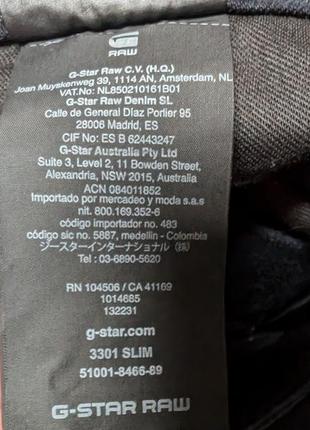 RAW
G-Star Raw C.V. (H.Q.)
Joan Muyskenweg 39, 1114 AN, Amsterdam, NL
VAT.No: NL850210161B01
G-Star Raw Denim SL
Calle de General Díaz Porlier 95
28006 Madrid, ES
CIF No: ES B 62443247
G-Star Australia Pty Ltd
Suite 3, Level 2, 11 Bowden Street,
Alexandria, NSW 2015, Australia
ACN 084011852
Importado por mercadeo y moda s.a.s
nit. 800.169.352-6
código importador no. 483
código sic no. 5887, medellin - Colombia
ジースターインターナショナル (株)
Tel.: 03-6890-5620
RN 104506 / CA 41169
1014685
132231
g-star.com
3301 SLIM
51001-8466-89
G-STAR RAW